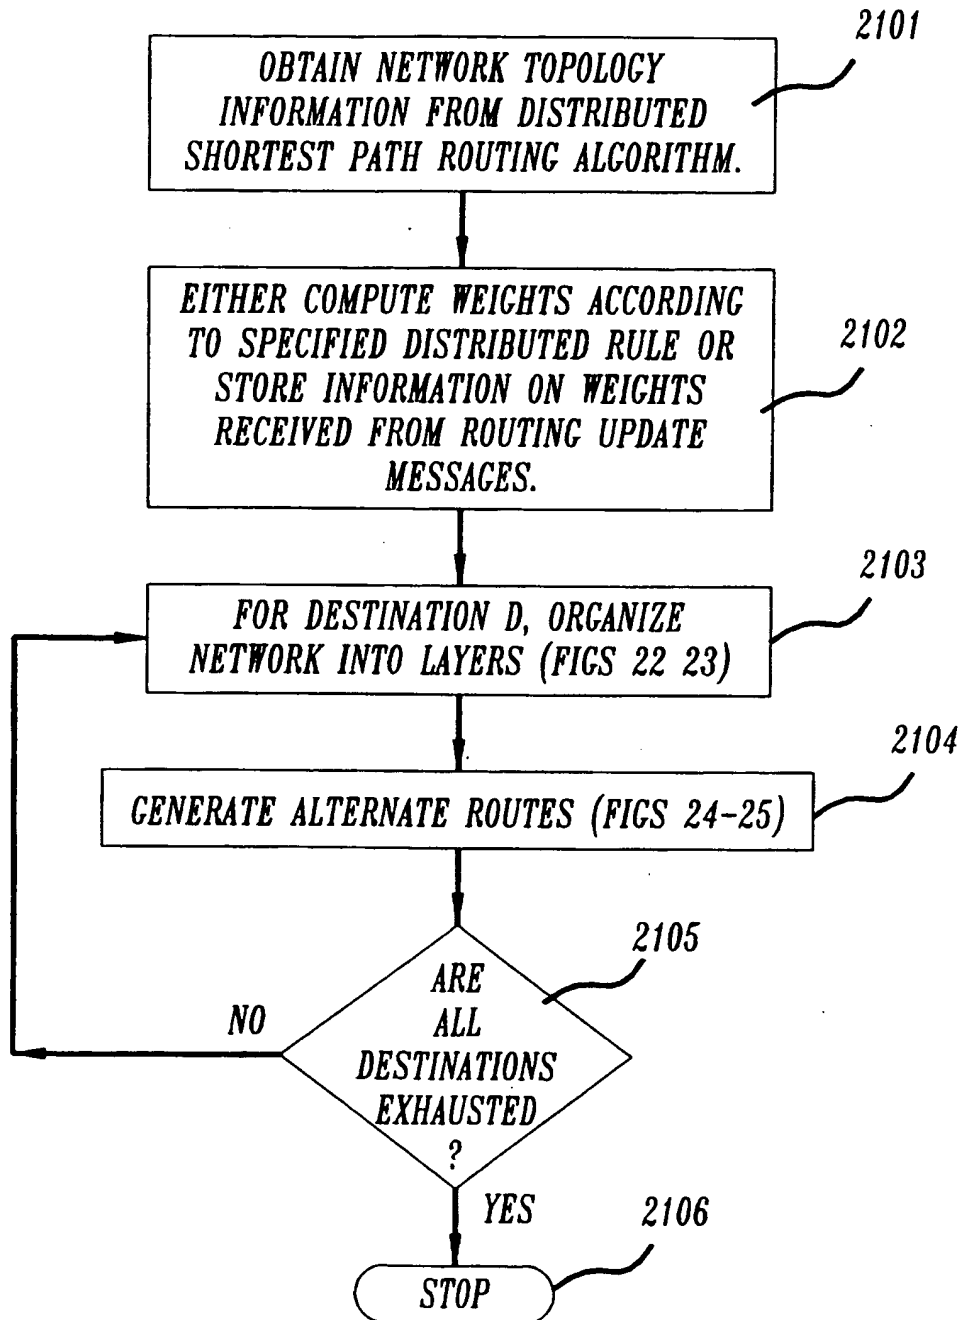 2101
OBTAIN NETWORK TOPOLOGY
INFORMATION FROM DISTRIBUTED
SHORTEST PATH ROUTING ALGORITHM.
EITHER COMPUTE WEIGHTS ACCORDING
TO SPECIFIED DISTRIBUTED RULE OR
STORE INFORMATION ON WEIGHTS
RECEIVED FROM ROUTING UPDATE
MESSAGES.
2102
2103
FOR DESTINATION D, ORGANIZE
NETWORK INTO LAYERS (FIGS 22 23)
2104
GENERATE ALTERNATE ROUTES (FIGS 24-25)
2105
ARE
ALL
DESTINATIONS
EXHAUSTED
?
NO
YES
2106
STOP